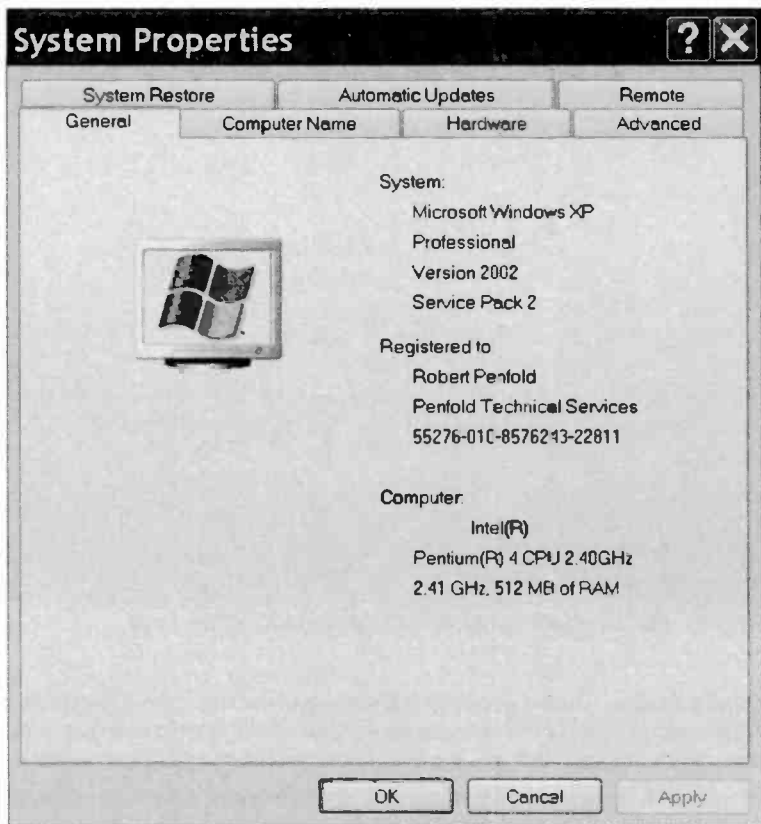 System Properties
System Restore Automatic Updates Remote
General Computer Name Hardware Advanced
System:
Microsoft Windows XP
Professional
Version 2002
Service Pack 2
Registered to
Robert Penfold
Penfold Technical Services
Computer:
Intel(R)
Pentium(R) 4 CPU 2.40GHz
2.41 GHz, 512 MB of RAM
OK Cancel Apply